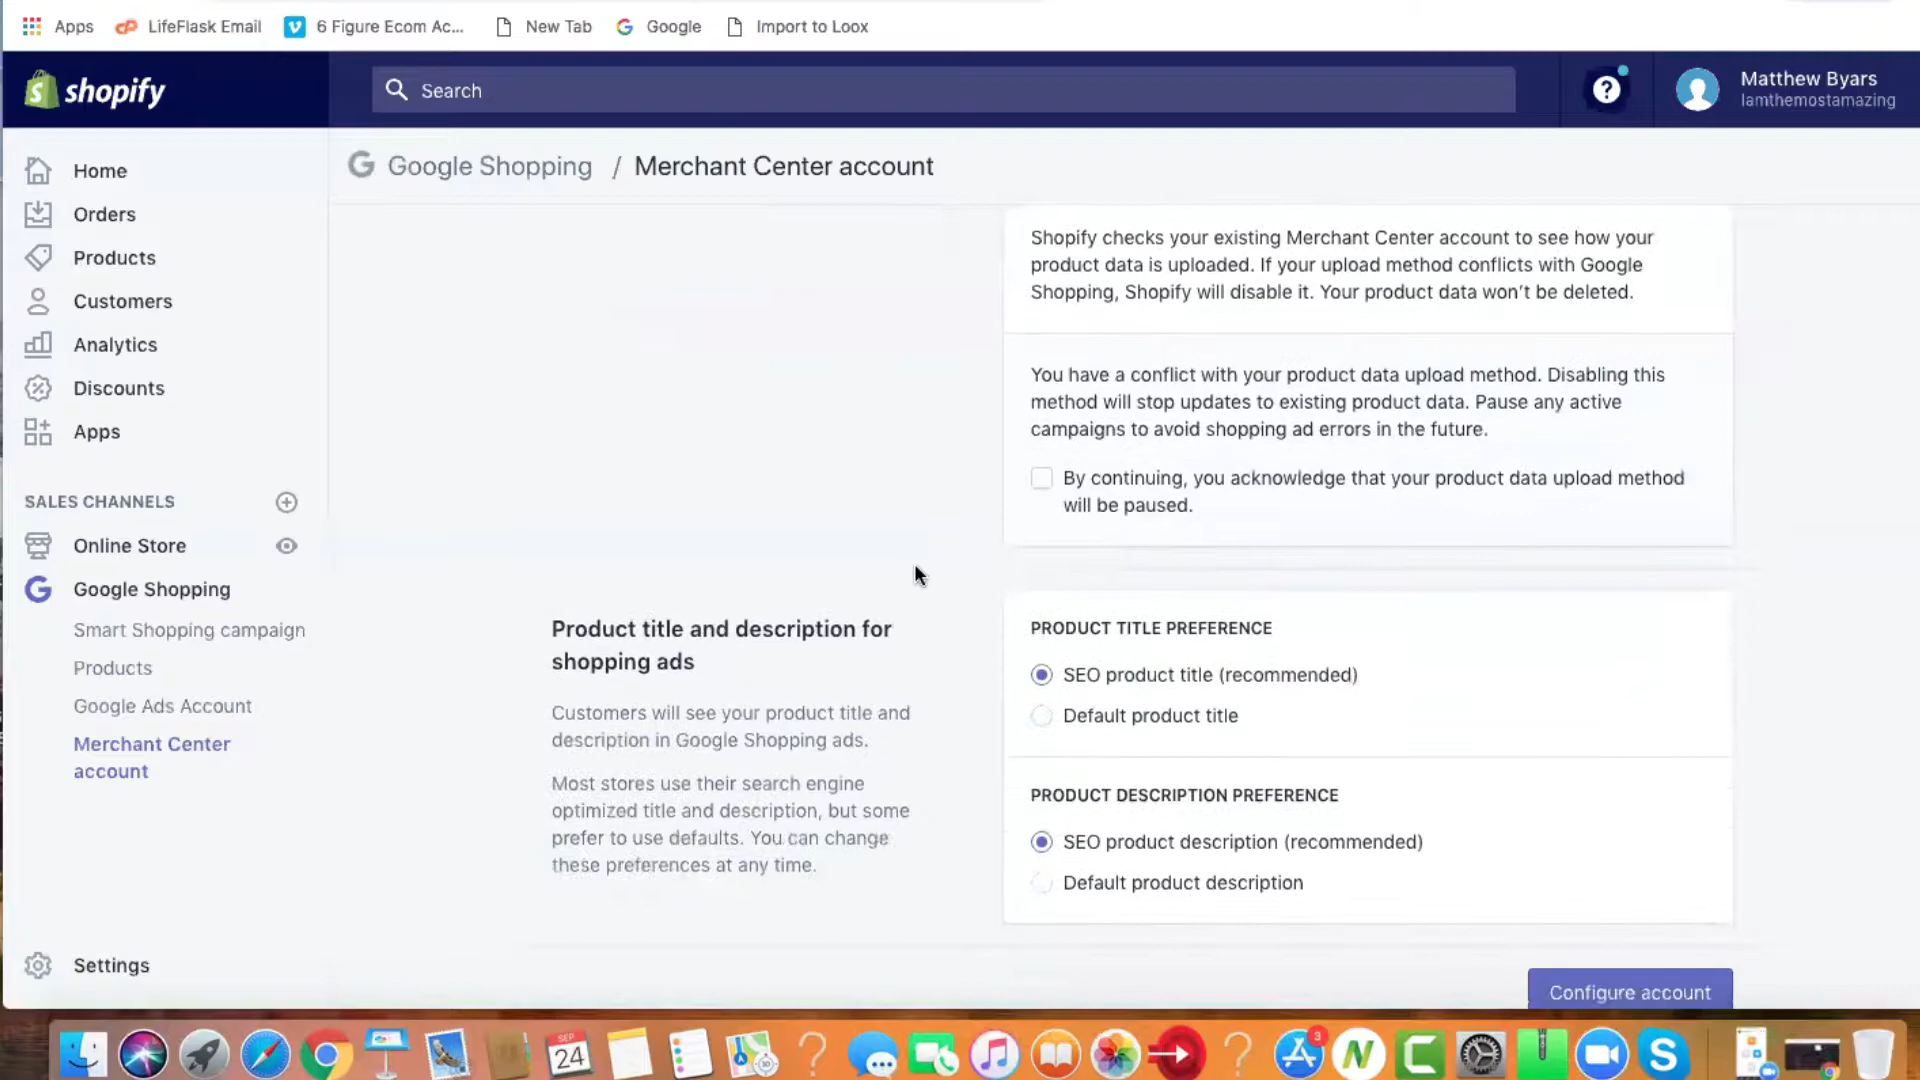 Apps
LifeFlask Email
6 Figure Ecom Ac...
New Tab
Google
Import to Loox
shopify
Search
?
Matthew Byars
Iamthemostamazing
Home
Orders
Products
Customers
Analytics
Discounts
Apps
SALES CHANNELS
Online Store
Google Shopping
Smart Shopping campaign
Products
Google Ads Account
Merchant Center
account
Settings
Google Shopping / Merchant Center account
Shopify checks your existing Merchant Center account to see how your
product data is uploaded. If your upload method conflicts with Google
Shopping, Shopify will disable it. Your product data won’t be deleted.
You have a conflict with your product data upload method. Disabling this
method will stop updates to existing product data. Pause any active
campaigns to avoid shopping ad errors in the future.
By continuing, you acknowledge that your product data upload method
will be paused.
Product title and description for
shopping ads
Customers will see your product title and
description in Google Shopping ads.
Most stores use their search engine
optimized title and description, but some
prefer to use defaults. You can change
these preferences at any time.
PRODUCT TITLE PREFERENCE
SEO product title (recommended)
Default product title
PRODUCT DESCRIPTION PREFERENCE
SEO product description (recommended)
Default product description
Configure account
SEP
24
3